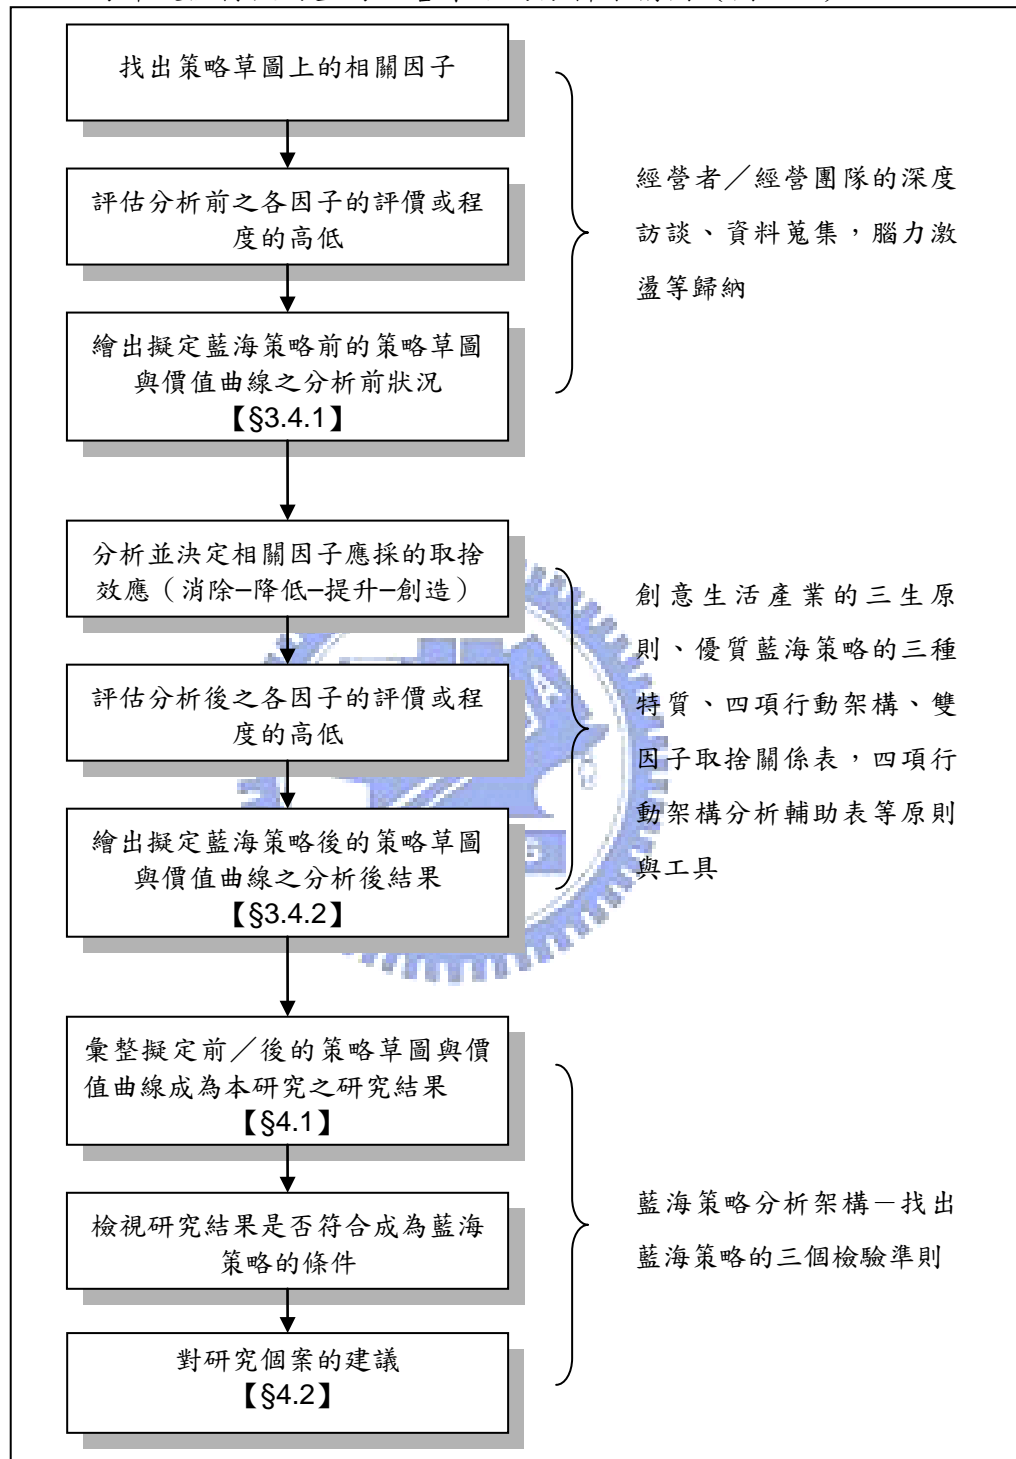 找出策略草圖上的相關因子
評估分析前之各因子的評價或程
度的高低
繪出擬定藍海策略前的策略草圖
與價值曲線之分析前狀況
【§3.4.1】
經營者／經營團隊的深度
訪談、資料蒐集，腦力激
盪等歸納
分析並決定相關因子應採的取捨
效應（消除–降低–提升–創造）
評估分析後之各因子的評價或程
度的高低
繪出擬定藍海策略後的策略草圖
與價值曲線之分析後結果
【§3.4.2】
創意生活產業的三生原
則、優質藍海策略的三種
特質、四項行動架構、雙
因子取捨關係表，四項行
動架構分析輔助表等原則
與工具
彙整擬定前／後的策略草圖與價
值曲線成為本研究之研究結果
【§4.1】
檢視研究結果是否符合成為藍海
策略的條件
對研究個案的建議
【§4.2】
藍海策略分析架構－找出
藍海策略的三個檢驗準則